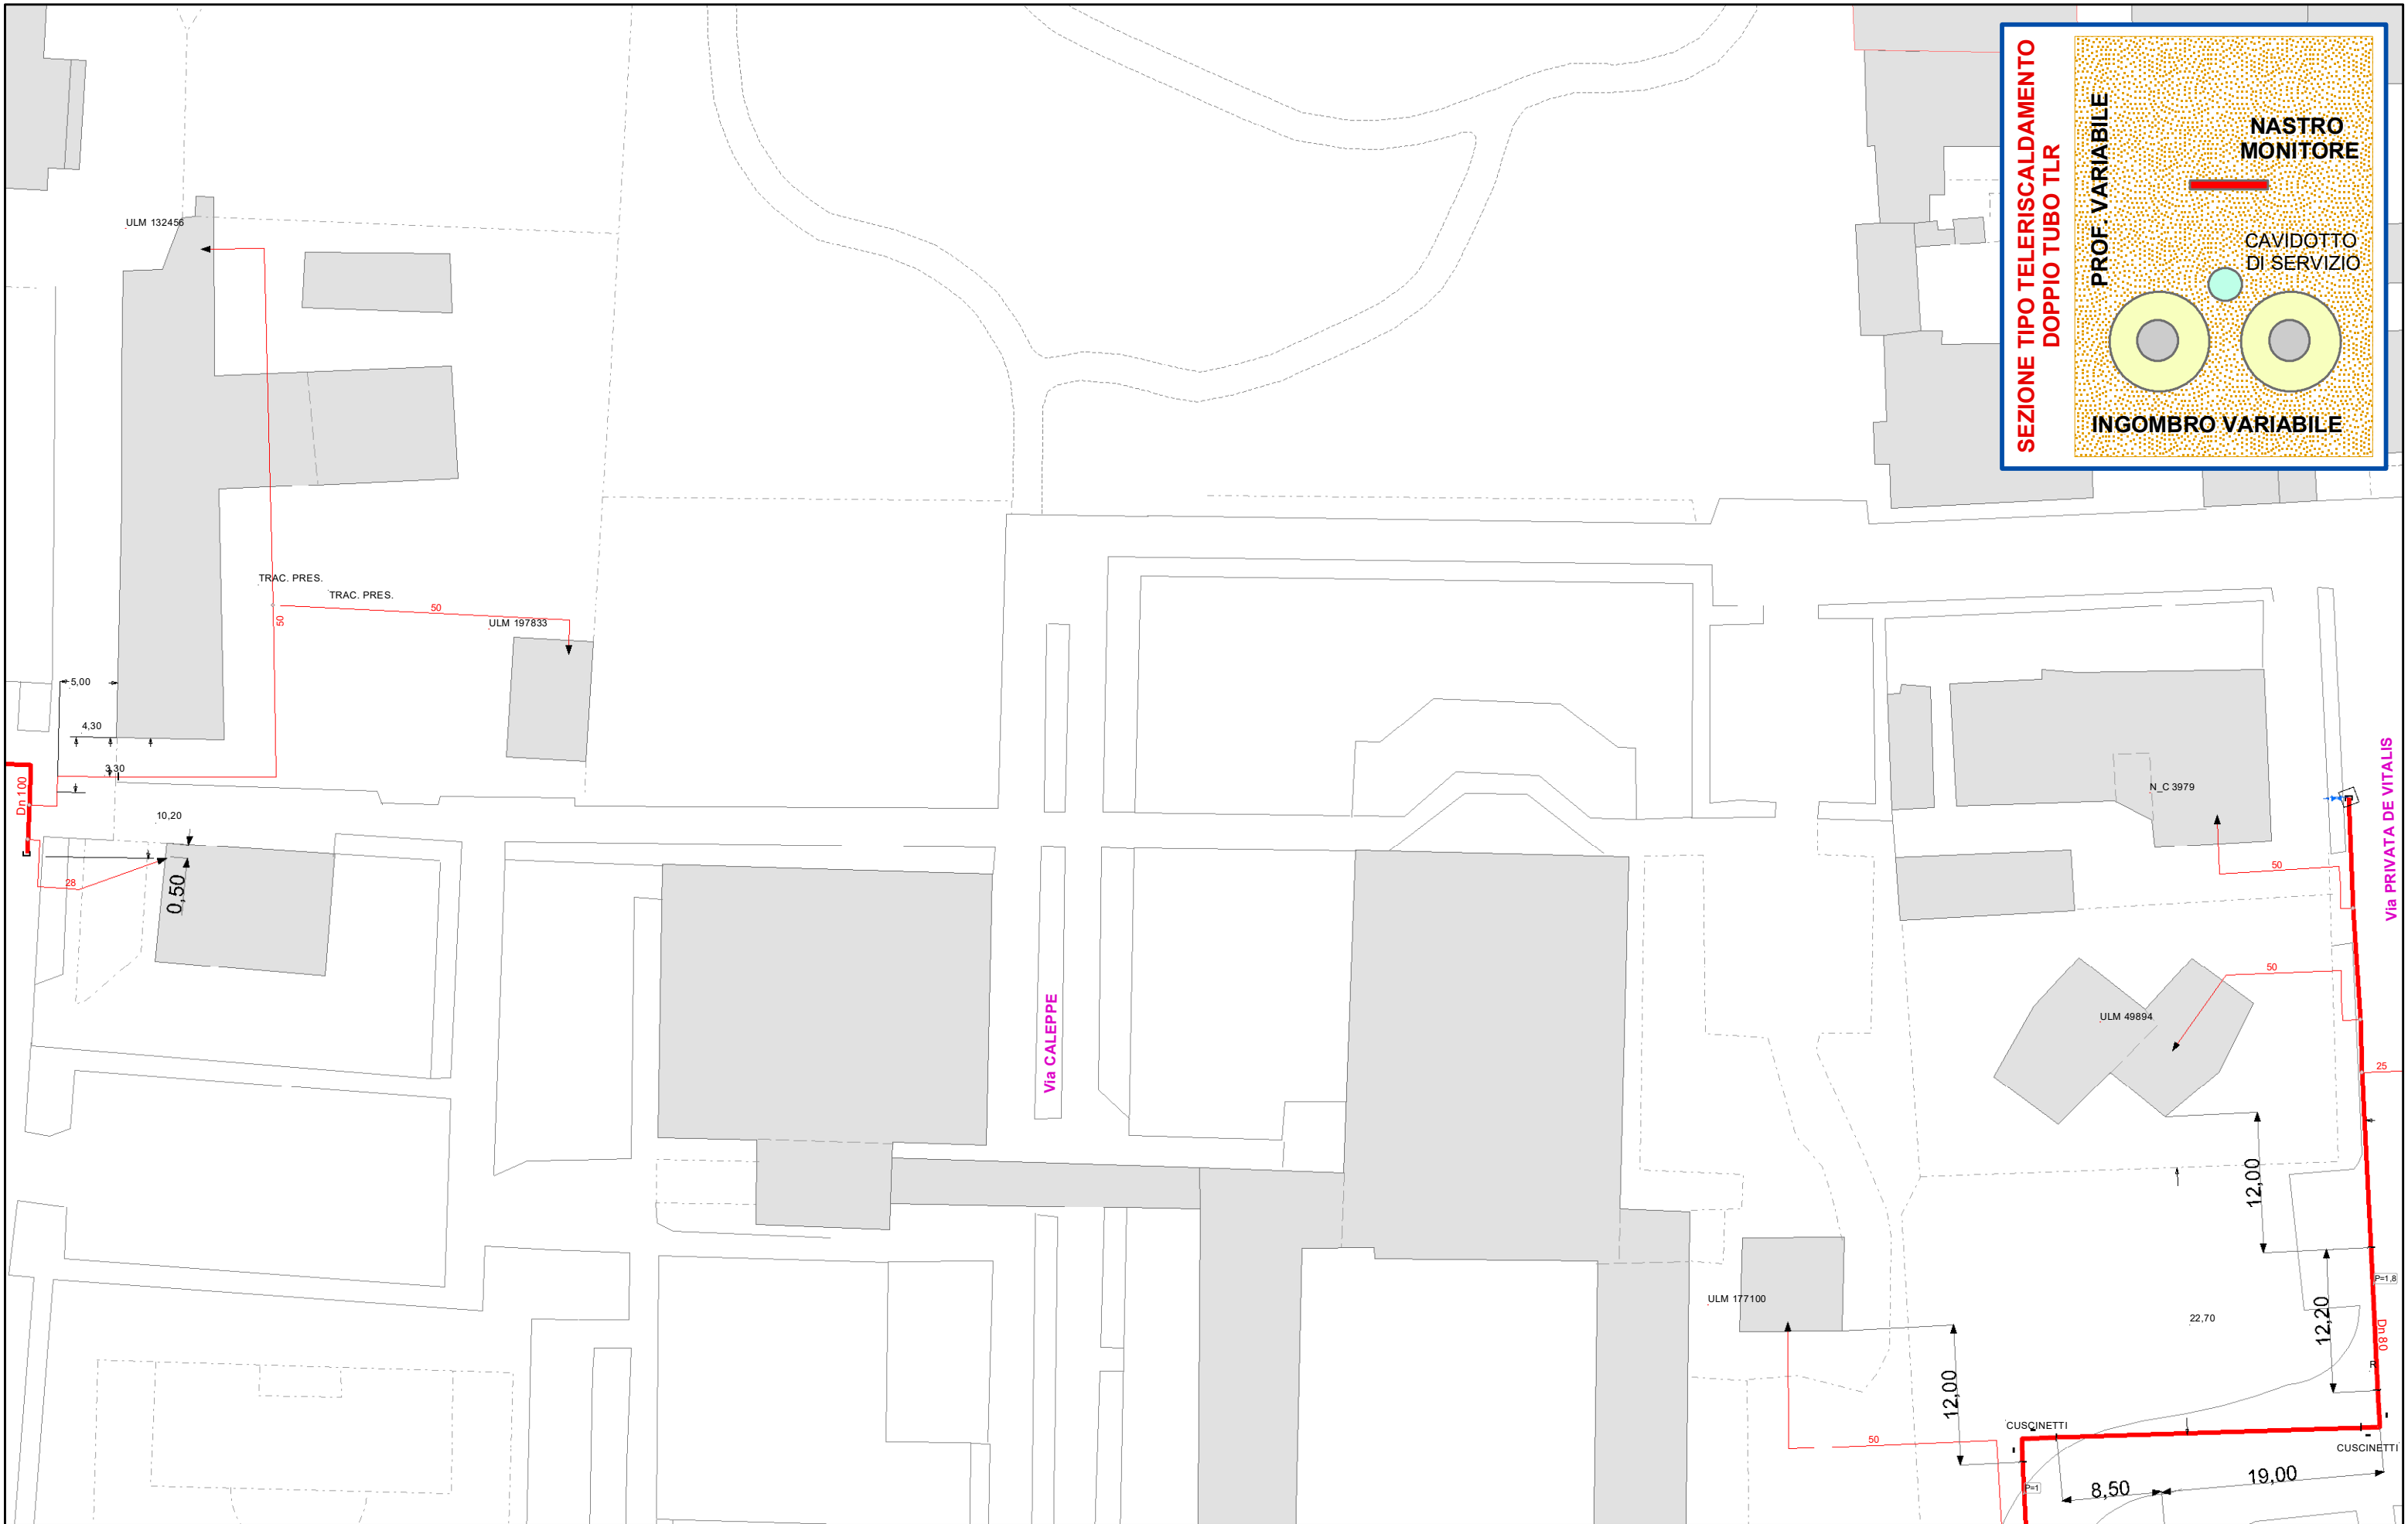 SEZIONE TIPO TELERISCALDAMENTO
DOPPIO TUBO TLR
PROF. VARIABILE
NASTRO
MONITORE
CAVIDOTTO
DI SERVIZIO
INGOMBRO VARIABILE
ULM 132456
TRAC. PRES.
TRAC. PRES.
50
50
ULM 197833
5,00
4,30
3,30
Dn 100
10,20
0,50
28
Via CALEPPE
Via PRIVATA DE VITALIS
N_C 3979
50
50
ULM 49894
25
12,00
P=1,8
12,20
Dn 80
R
22,70
ULM 177100
12,00
50
CUSCINETTI
CUSCINETTI
P=1
8,50
19,00